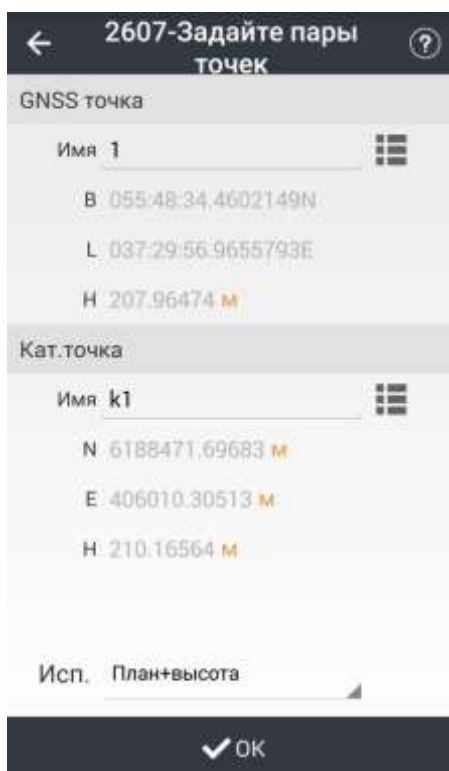 2607-Задайте пары
точек
?
GNSS точка
Имя 1
B 055:48:34.4602149N
L 037:29:56.9655793E
H 207.96474 м
Кат.точка
Имя k1
N 6188471.69683 м
E 406010.30513 м
H 210.16564 м
Исп. План+высота
ОК